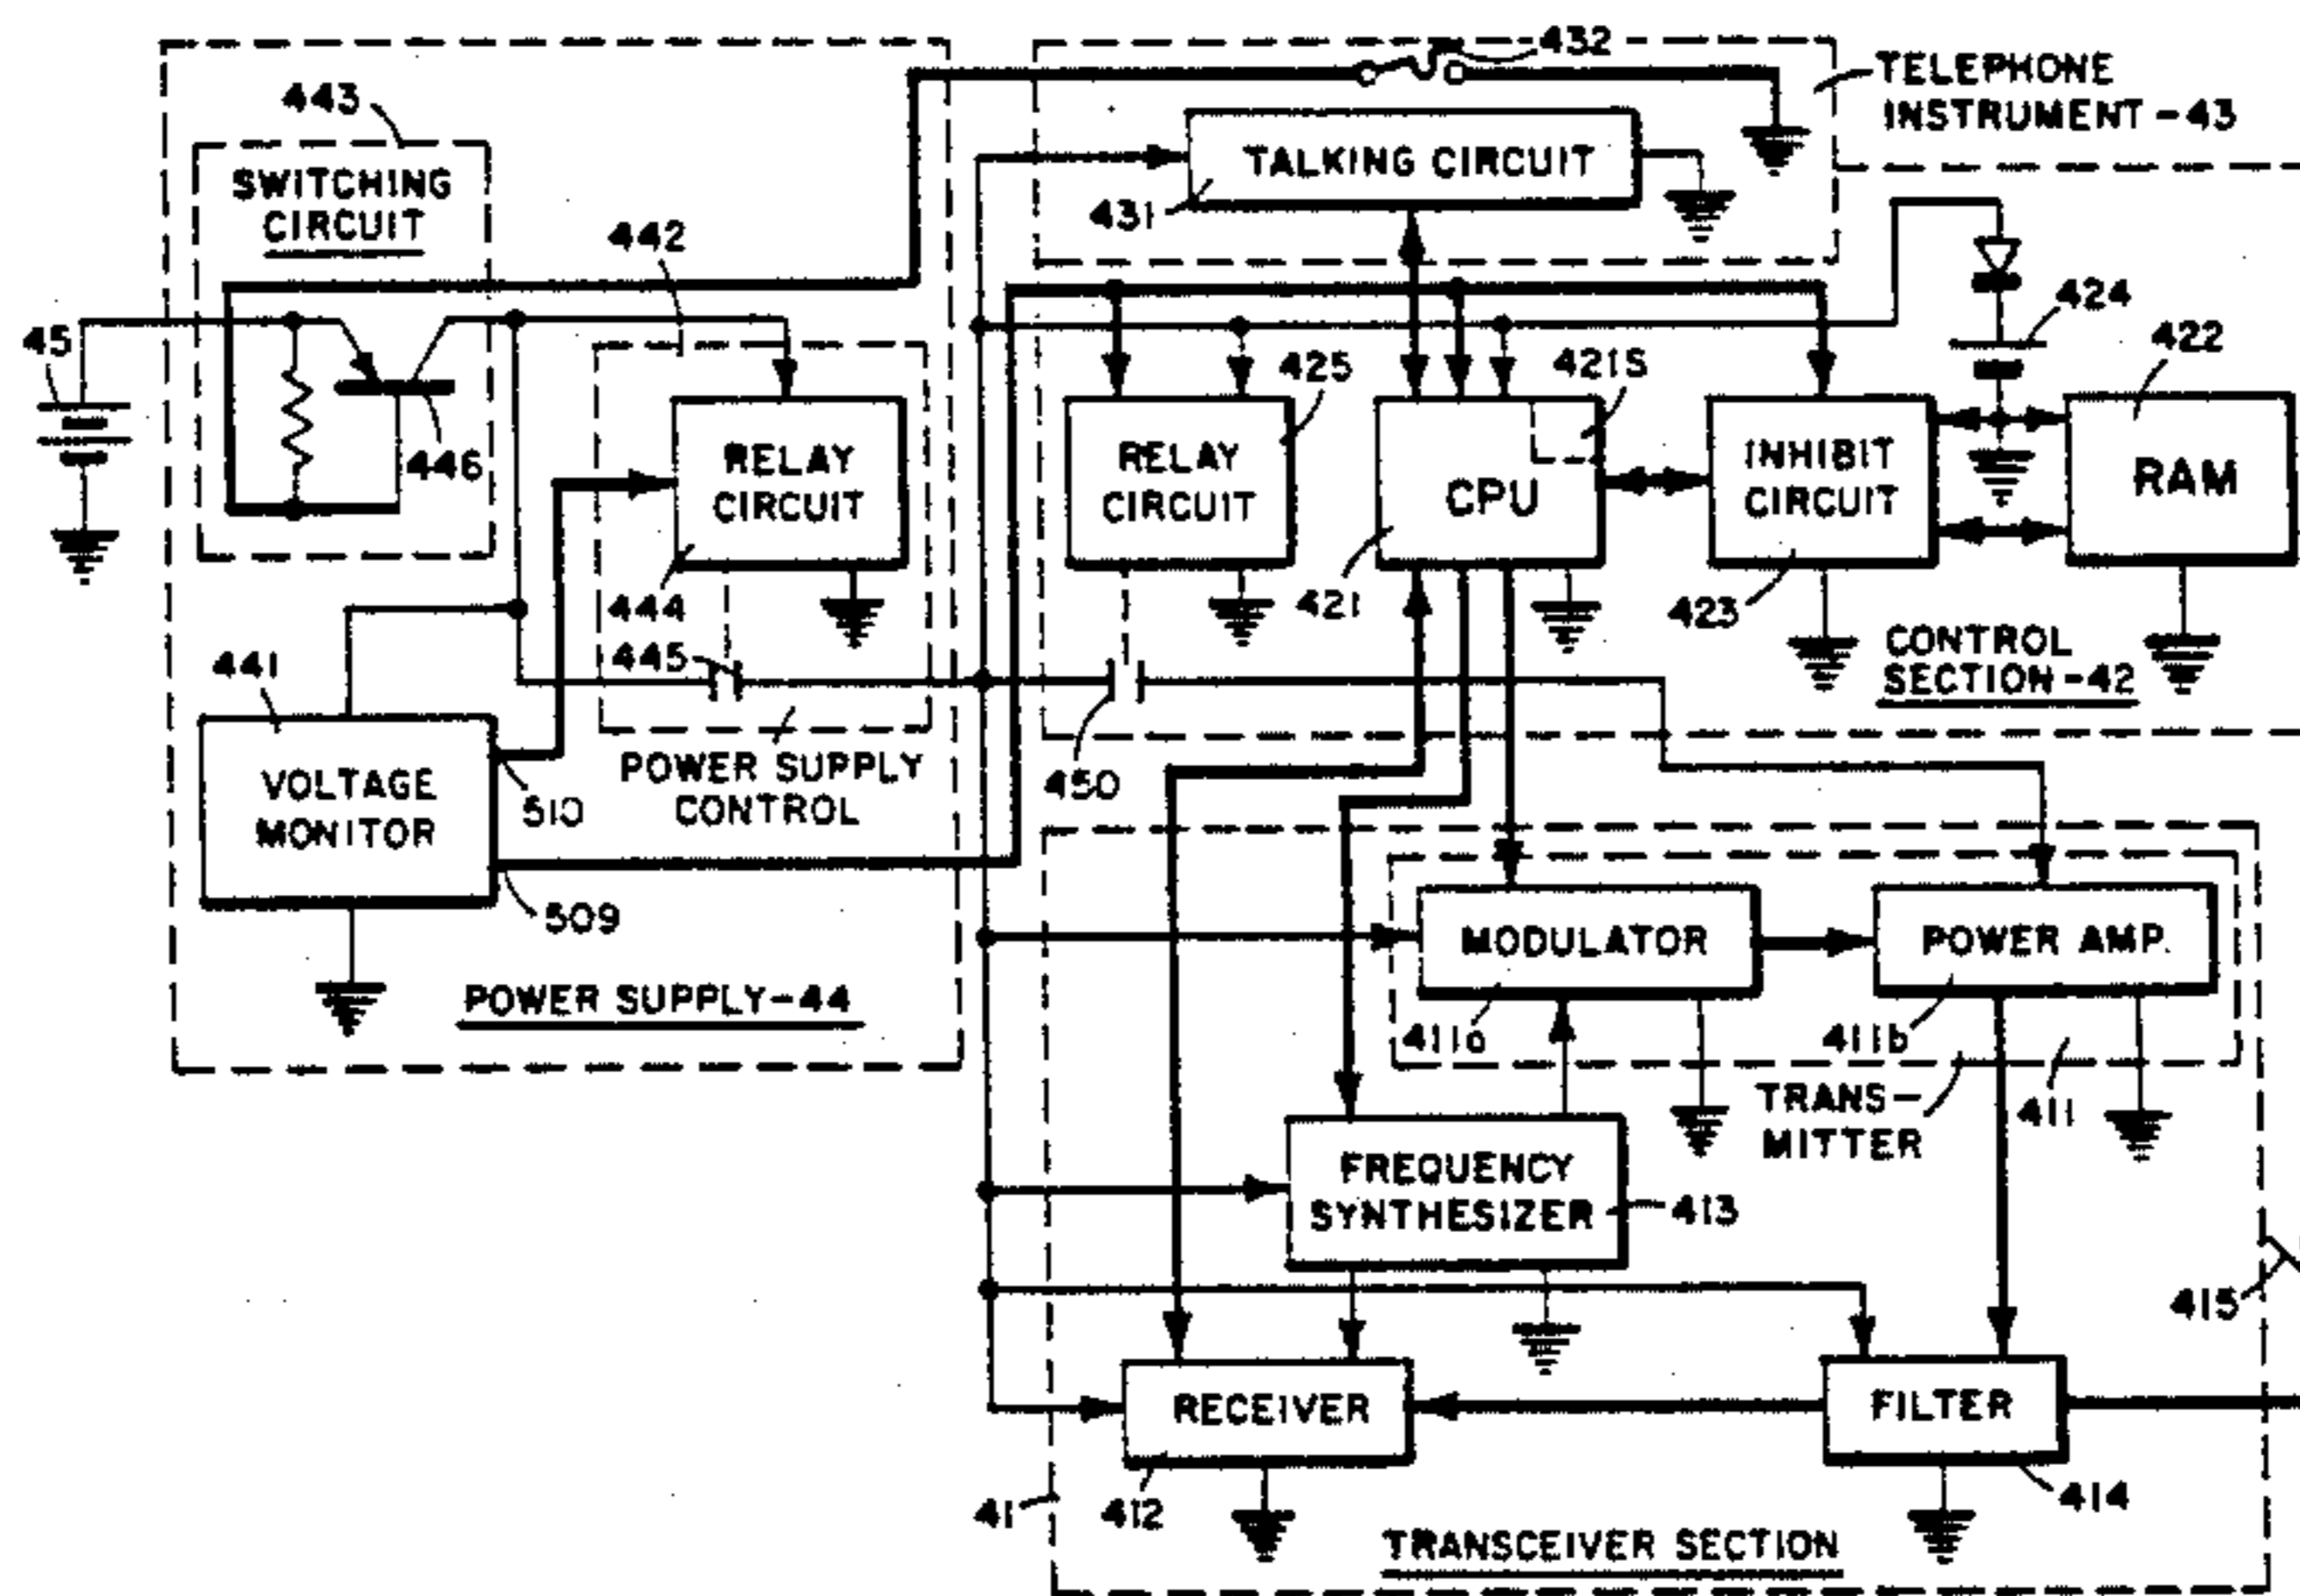 432
TELEPHONE
INSTRUMENT-43
443
SWITCHING
CIRCUIT
TALKING CIRCUIT
431
442
424
45
446
425
421S
422
RELAY
CIRCUIT
RELAY
CIRCUIT
CPU
INHIBIT
CIRCUIT
RAM
444
421
423
445
CONTROL
SECTION-42
441
VOLTAGE
MONITOR
510
POWER SUPPLY
CONTROL
450
509
POWER SUPPLY-44
MODULATOR
POWER AMP.
411a
411b
TRANS-
MITTER
411
FREQUENCY
SYNTHESIZER
413
415
RECEIVER
FILTER
41
412
414
TRANSCEIVER SECTION